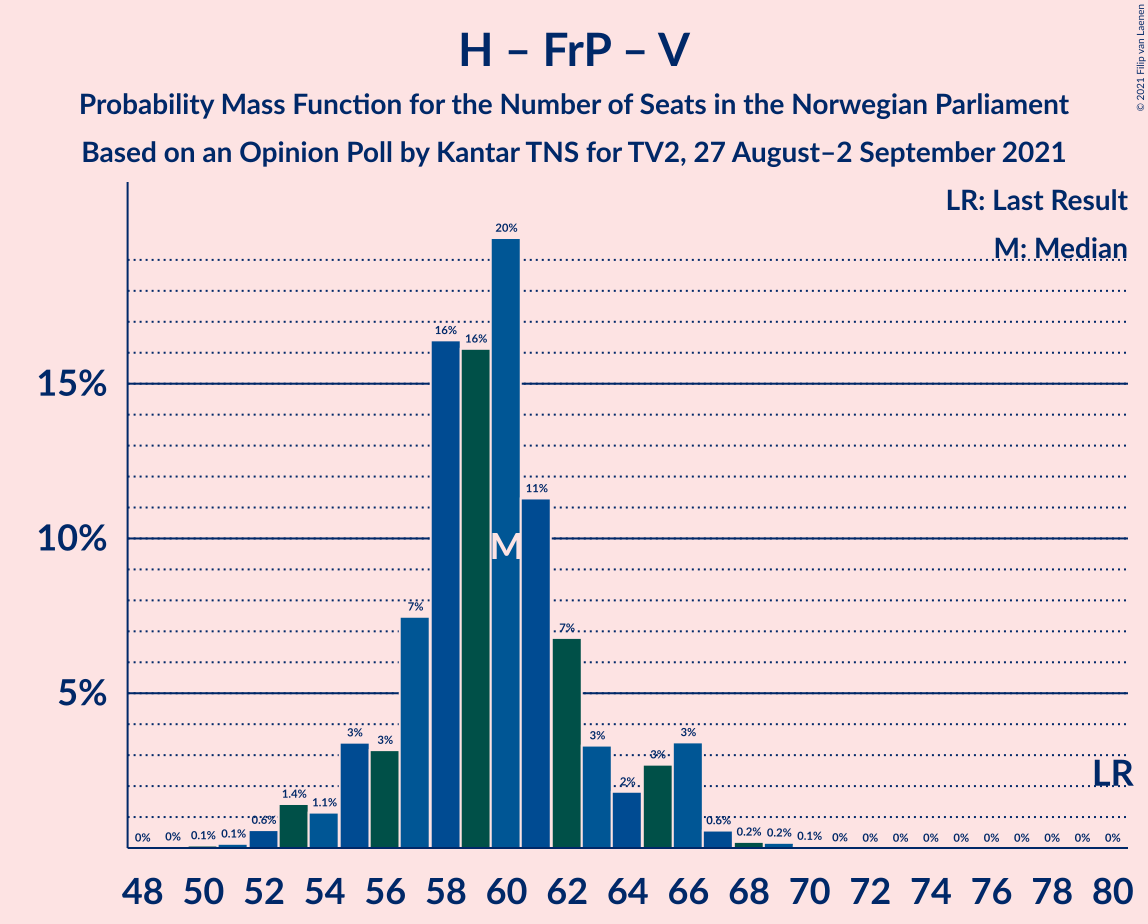 H – FrP – V
Probability Mass Function for the Number of Seats in the Norwegian Parliament
Based on an Opinion Poll by Kantar TNS for TV2, 27 August–2 September 2021
© 2021 Filip van Laenen
LR: Last Result
M: Median
15%
10%
5%
0% 0% 0.1% 0.1% 0.6% 1.4% 1.1% 3% 3% 7% 16% 16% 20% 11% 7% 3% 2% 3% 3% 0.6% 0.2% 0.2% 0.1% 0% 0% 0% 0% 0% 0% 0% 0% 0% 0%
M
LR
48 50 52 54 56 58 60 62 64 66 68 70 72 74 76 78 80